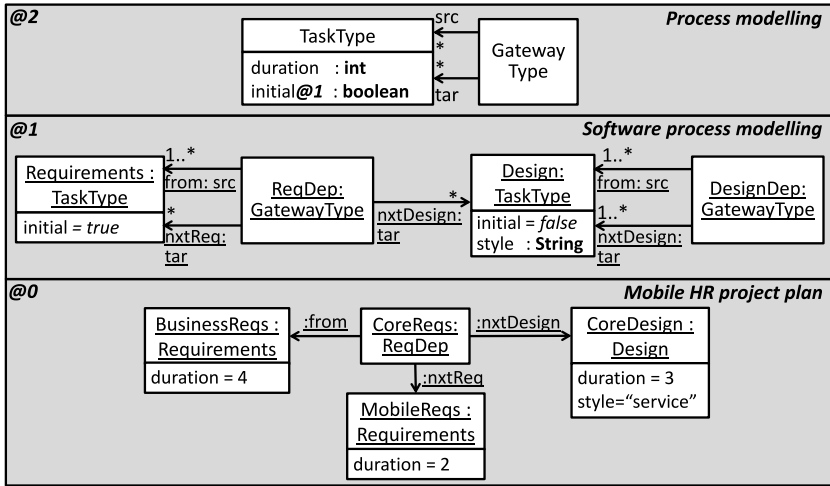 @2
Process modelling
TaskType
duration : int
initial@1 : boolean
src
*
*
tar
Gateway
Type
@1
Software process modelling
Requirements :
TaskType
initial = true
1..*
from: src
*
nxtReq:
tar
ReqDep:
GatewayType
*
nxtDesign:
tar
Design:
TaskType
initial = false
style : String
1..*
from: src
1..*
nxtDesign:
tar
DesignDep:
GatewayType
@0
Mobile HR project plan
BusinessReqs :
Requirements
duration = 4
:from
CoreReqs:
ReqDep
:nxtDesign
CoreDesign :
Design
duration = 3
style=“service”
:nxtReq
MobileReqs :
Requirements
duration = 2